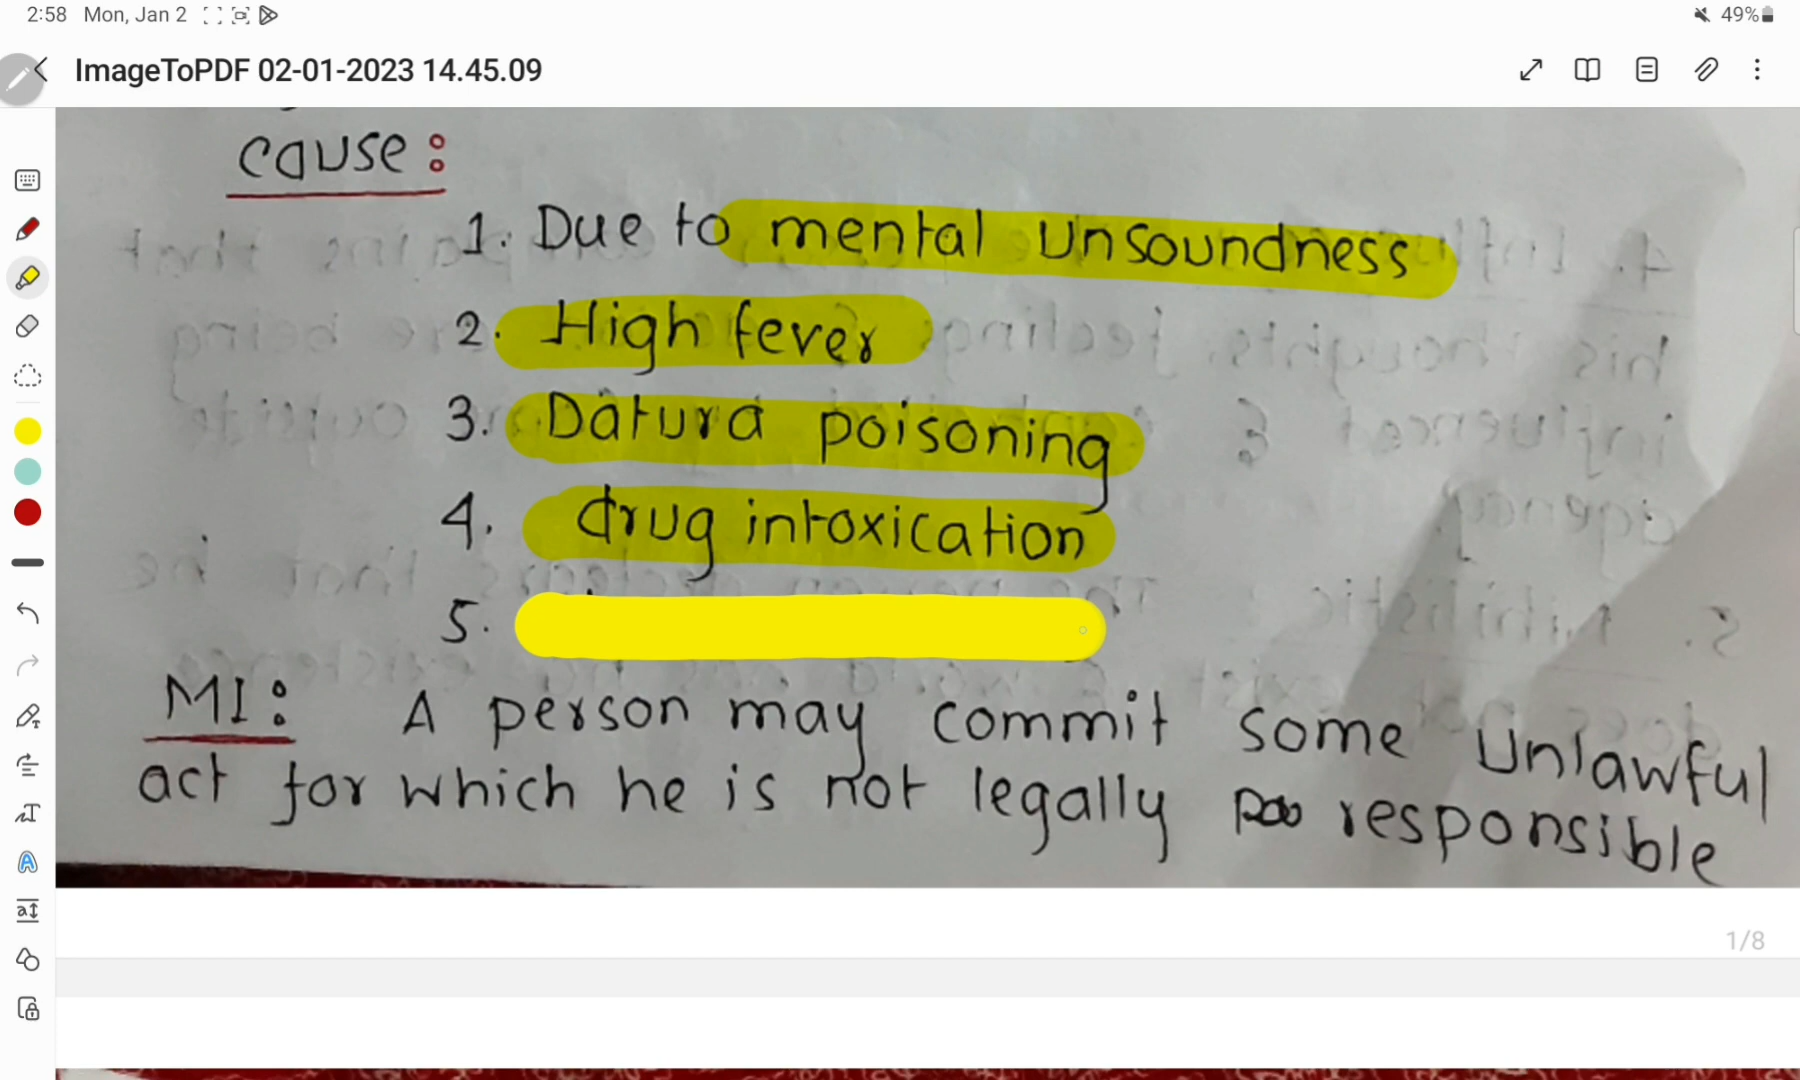 2:58 Mon, Jan 2
49%
ImageToPDF 02-01-2023 14.45.09
cause:
1. Due to mental Unsoundness
2. High fever
3. Datura poisoning
4. drug intoxication
5.
MI: A person may commit some Unlawful
act for which he is not legally responsible
1/8